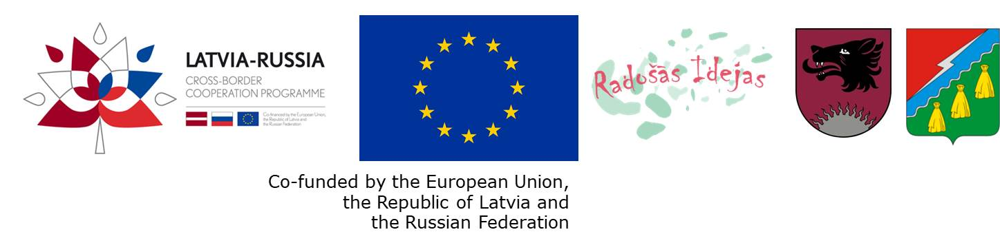 LATVIA-RUSSIA
CROSS-BORDER
COOPERATION PROGRAMME
Co-financed by the European Union,
the Republic of Latvia and
the Russian Federation
Radošās Idejas
Co-funded by the European Union,
the Republic of Latvia and
the Russian Federation